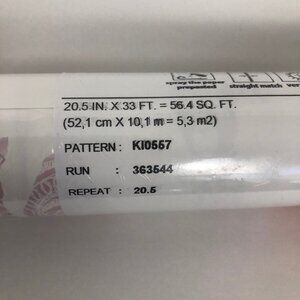 spray the paper straight match ver
prepasted
20.5 IN. X 33 FT. = 56.4 SQ. FT.
(52,1 cm X 10,1 m = 5,3 m2)
PATTERN: KI0557
RUN : 363544
REPEAT : 20.5